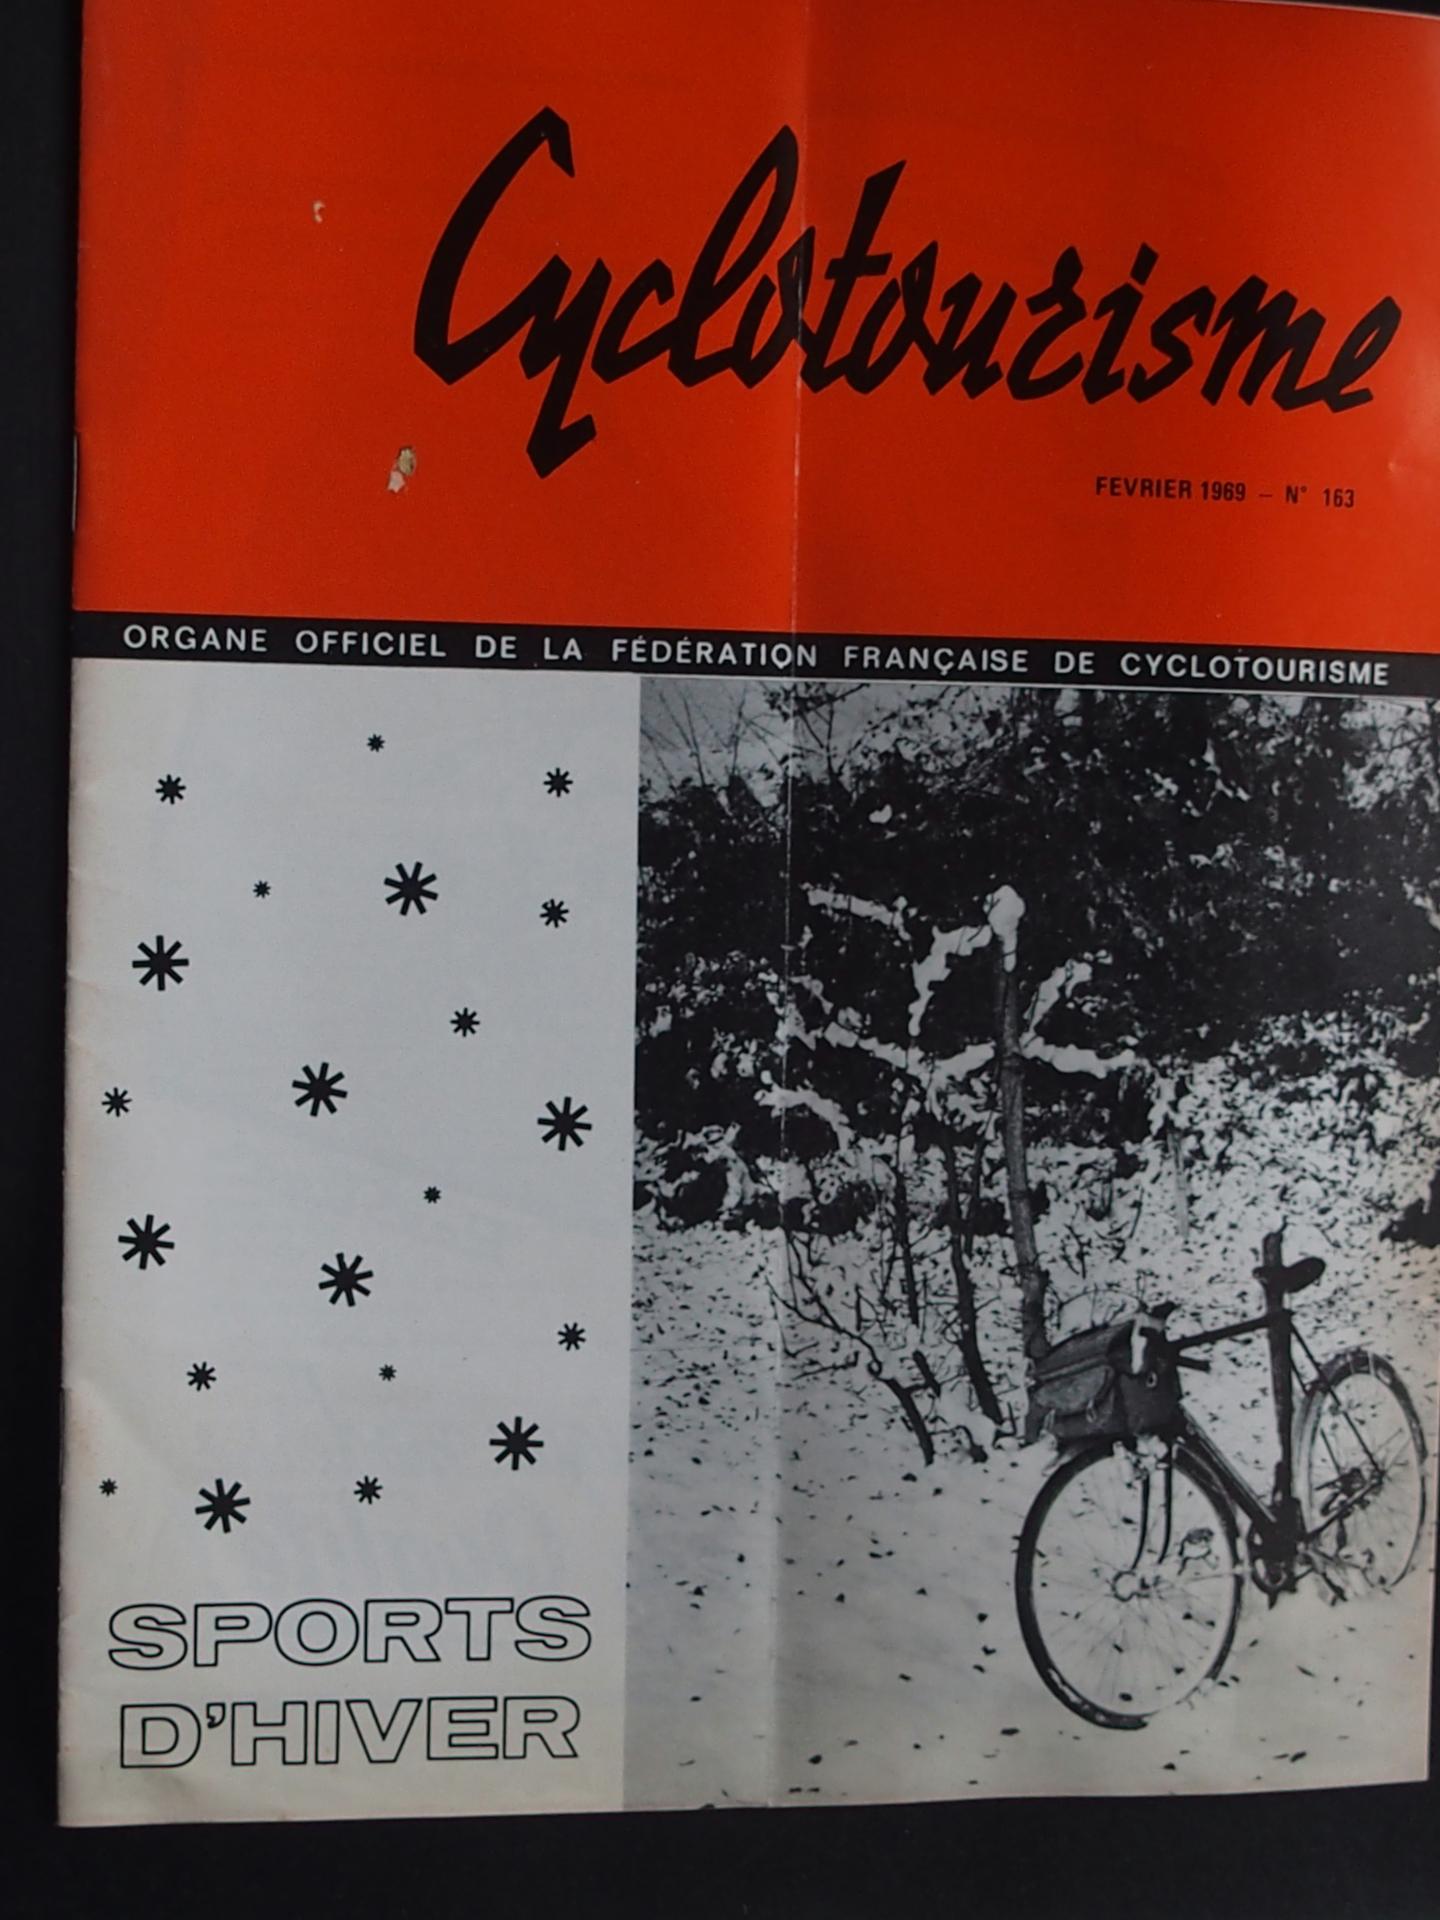 Cyclotourisme
FEVRIER 1969 — N° 163
ORGANE OFFICIEL DE LA FÉDÉRATION FRANÇAISE DE CYCLOTOURISME
SPORTS
D'HIVER